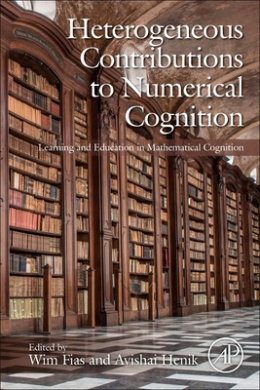 Heterogeneous
Contributions
to Numerical
Cognition
Learning and Education in Mathematical Cognition
Edited by
Wim Fias and Avishai Henik